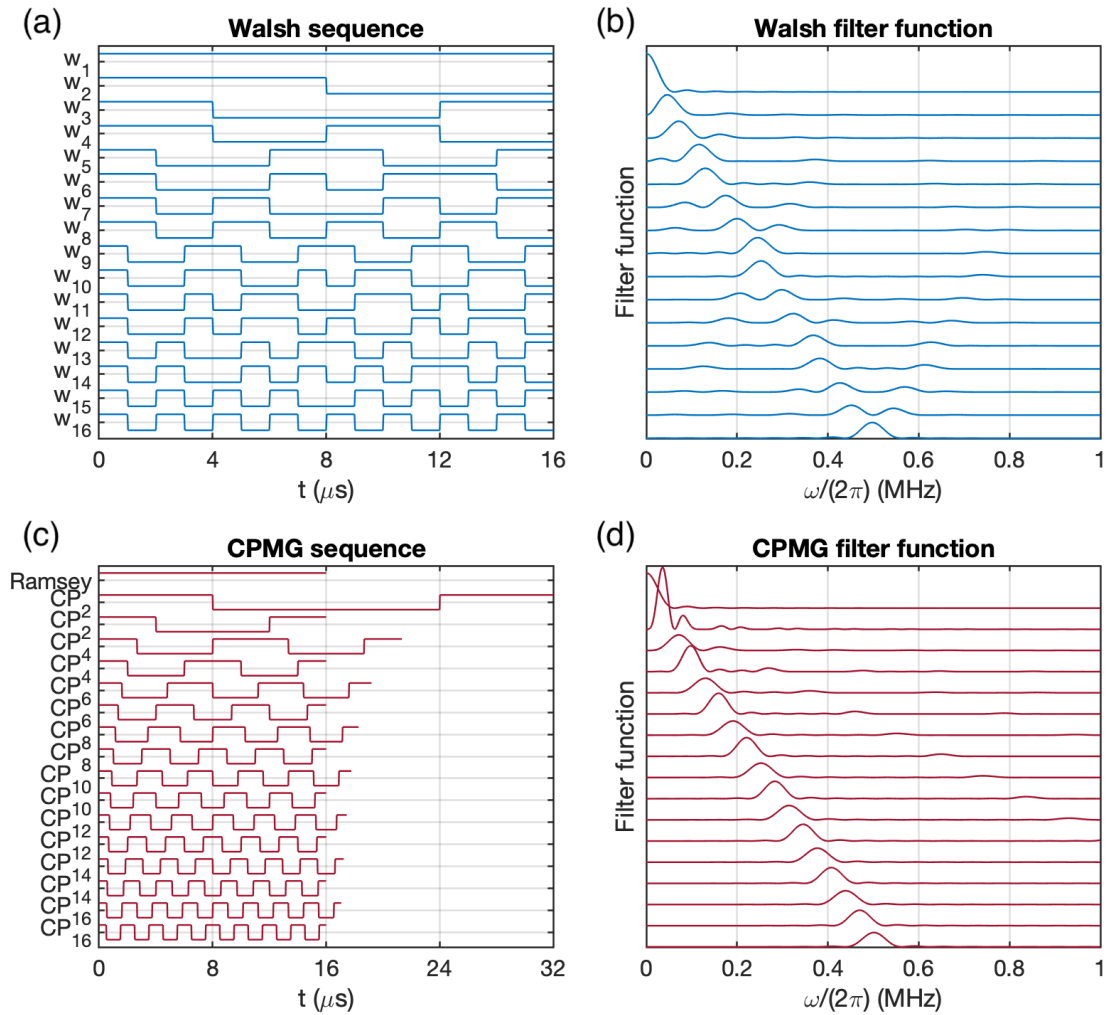 (a)
Walsh sequence
w1
w2
w3
w4
w5
w6
w7
w8
w9
w10
w11
w12
w13
w14
w15
w16
0 4 8 12 16
t (μs)
(b)
Walsh filter function
Filter function
0 0.2 0.4 0.6 0.8 1
ω/(2π) (MHz)
(c)
CPMG sequence
Ramsey
CP2
CP2
CP4
CP4
CP6
CP6
CP8
CP8
CP10
CP10
CP12
CP12
CP14
CP14
CP16
CP16
0 8 16 24 32
t (μs)
(d)
CPMG filter function
Filter function
0 0.2 0.4 0.6 0.8 1
ω/(2π) (MHz)